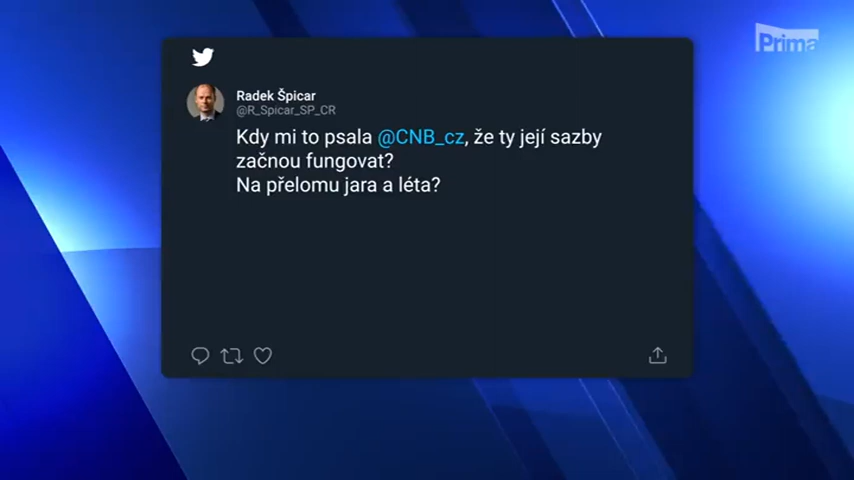 Prima
Radek Špicar
@R_Spicar_SP_CR
Kdy mi to psala @CNB_cz, že ty její sazby
začnou fungovat?
Na přelomu jara a léta?